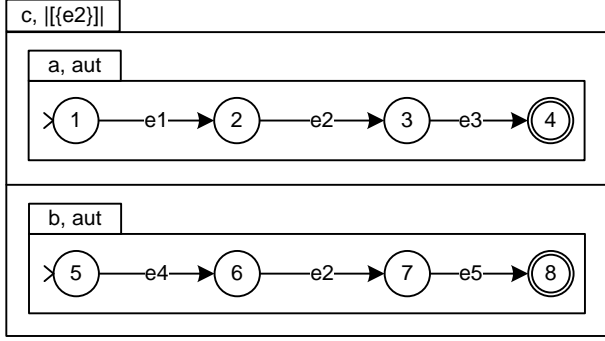 c, |[{e2}]|
a, aut
1 e1 2 e2 3 e3 4
b, aut
5 e4 6 e2 7 e5 8